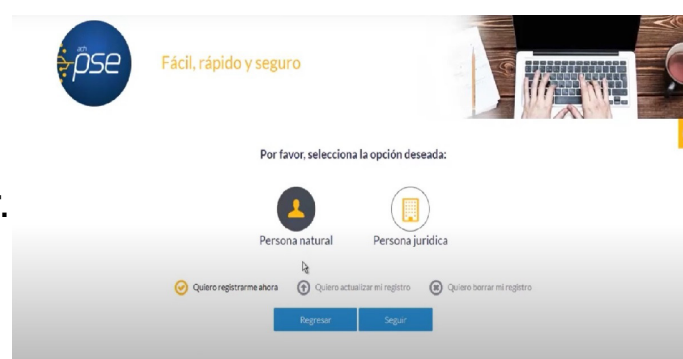 ach
pse
Fácil, rápido y seguro
Por favor, selecciona la opción deseada:
Persona natural
Persona jurídica
Quiero registrarme ahora
Quiero actualizar mi registro
Quiero borrar mi registro
Regresar
Seguir